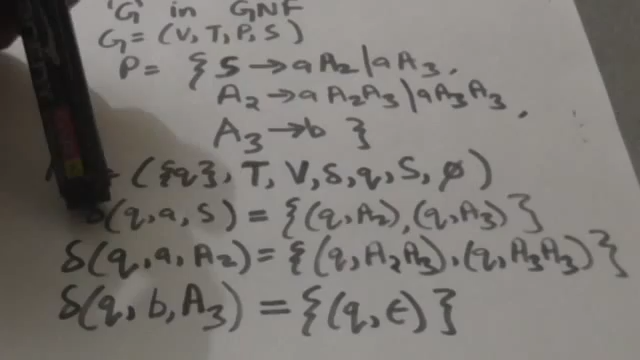 'G' in GNF
G = (V, T, P, S)
P = { S → aA₂ | aA₃,
A₂ → aA₂A₃ | aA₃A₃,
A₃ → b }
= ({q}, T, V, δ, q, S, ϕ)
δ(q, a, S) = {(q, A₂), (q, A₃)}
δ(q, a, A₂) = {(q, A₂A₃), (q, A₃A₃)}
δ(q, b, A₃) = {(q, ϵ)}